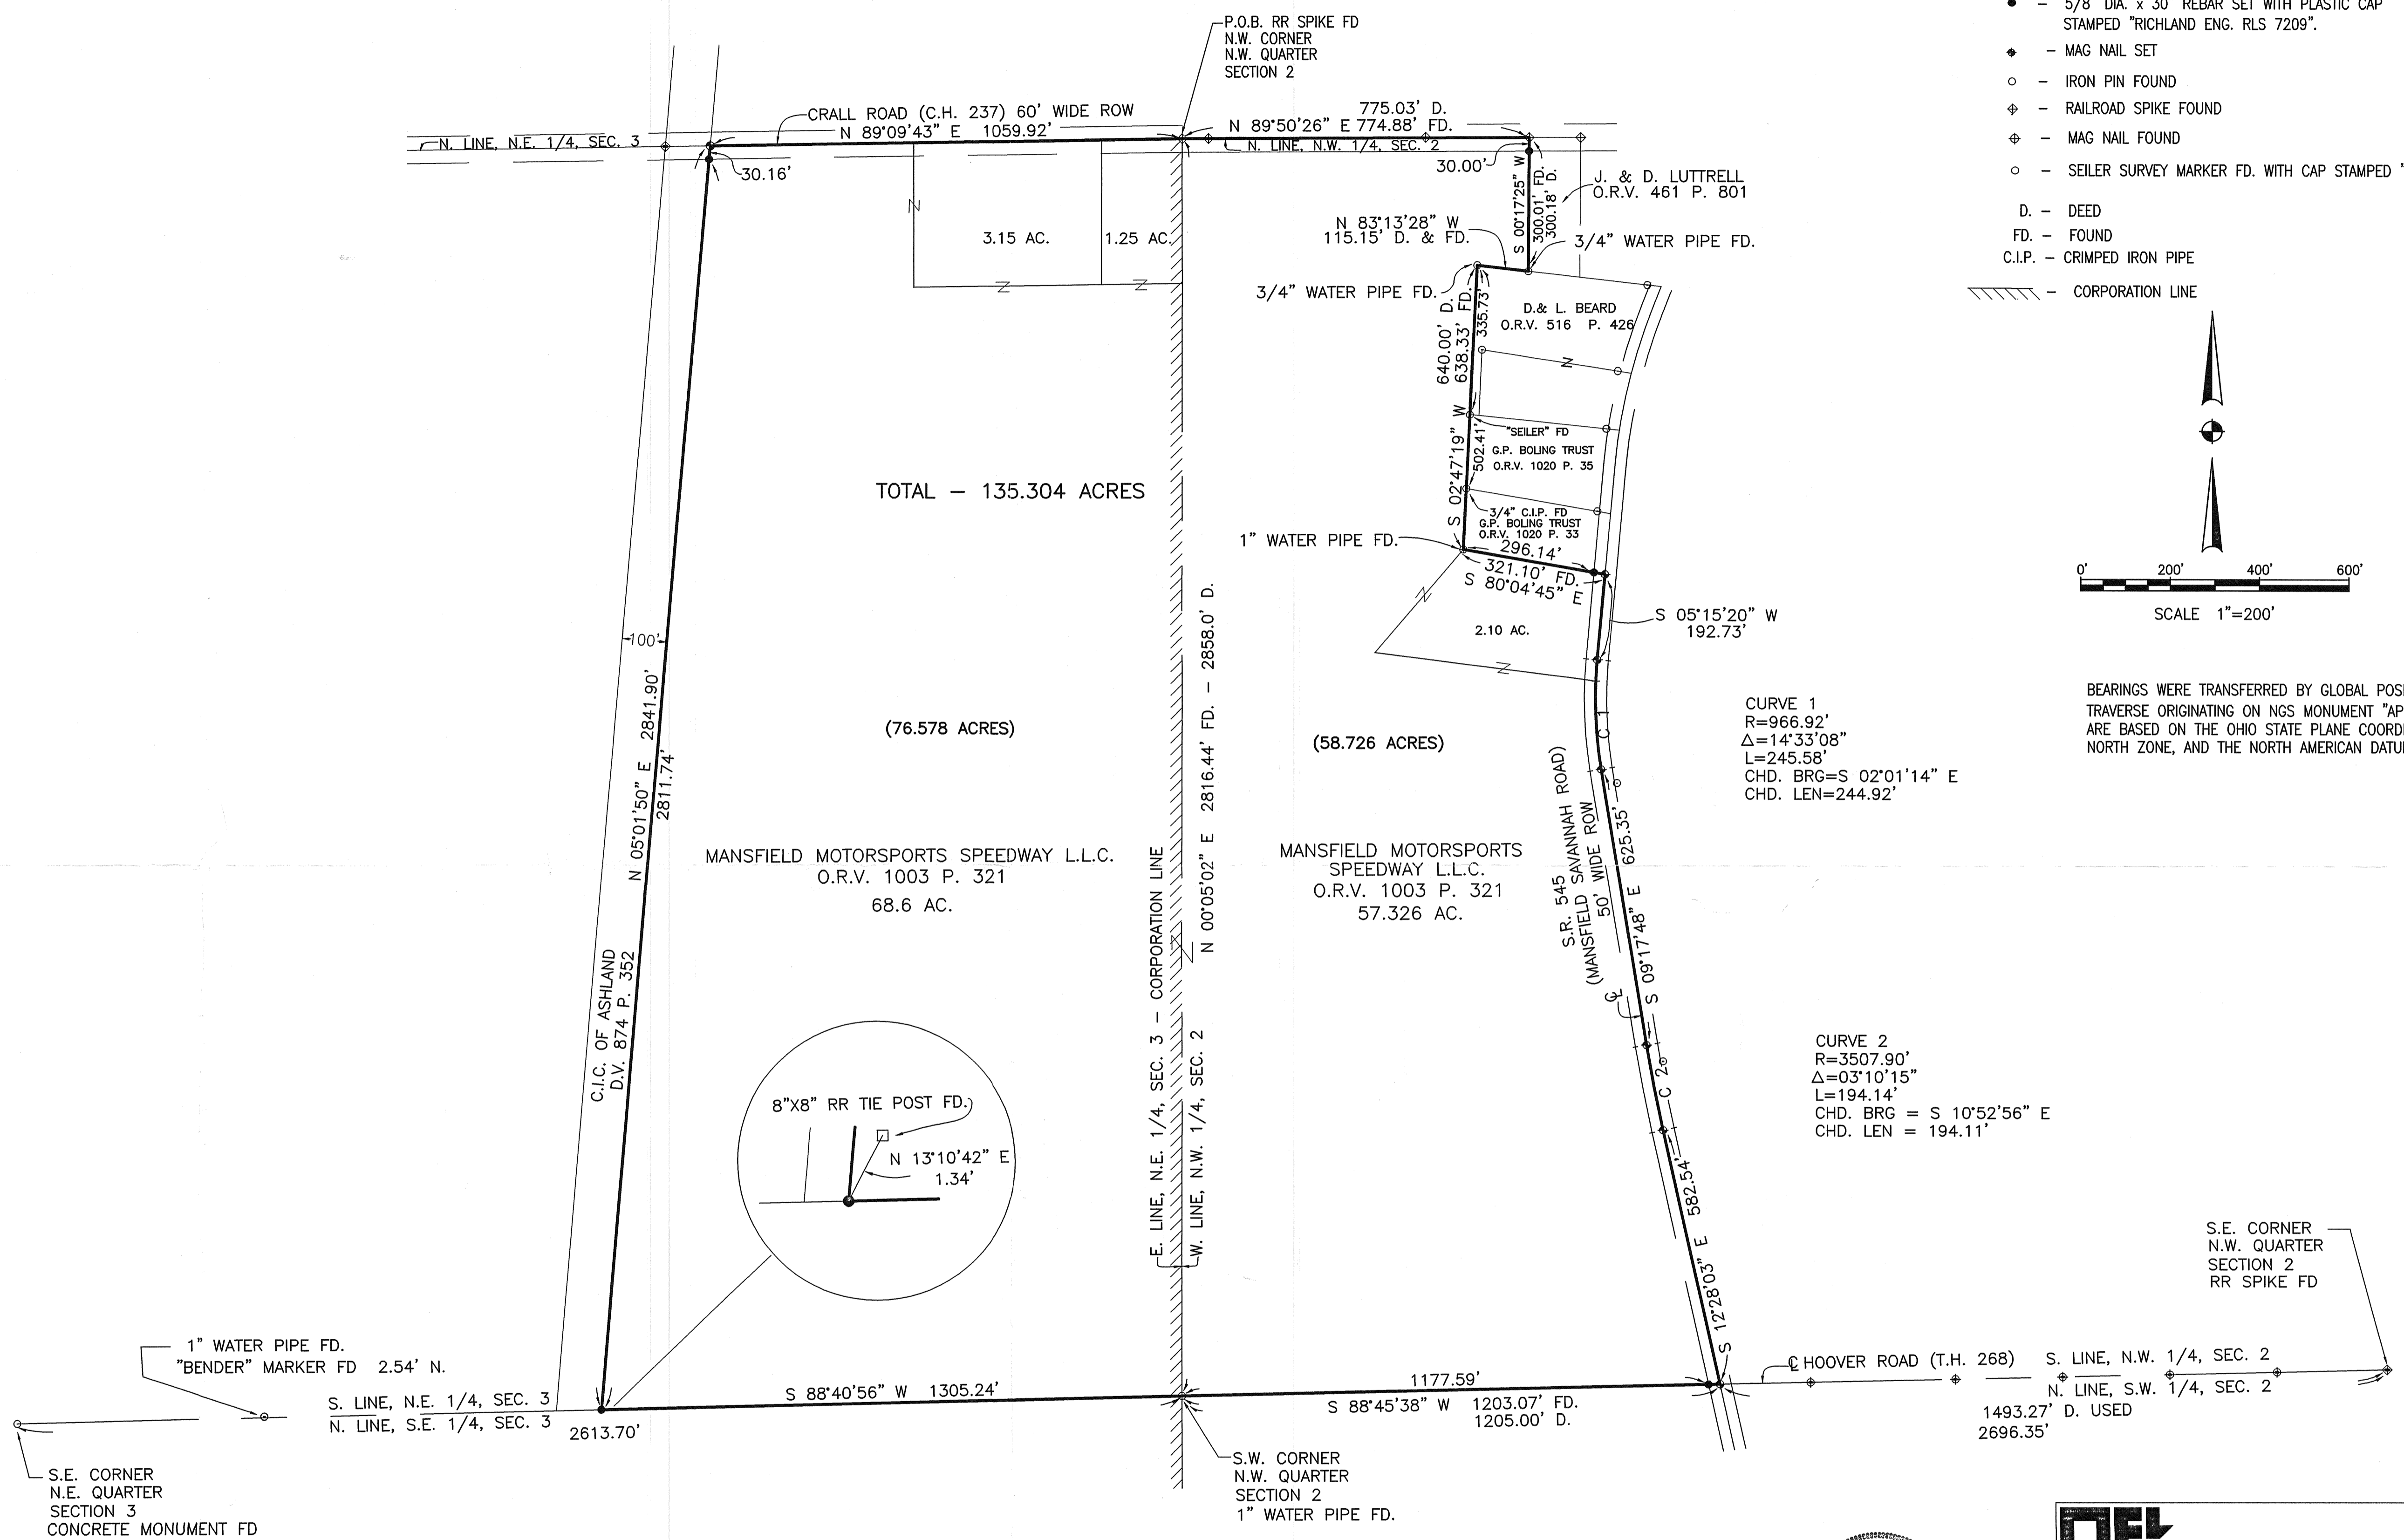 P.O.B. RR SPIKE FD
N.W. CORNER
N.W. QUARTER
SECTION 2
● – 5/8" DIA. x 30" REBAR SET WITH PLASTIC CAP
STAMPED "RICHLAND ENG. RLS 7209".
– MAG NAIL SET
– IRON PIN FOUND
– RAILROAD SPIKE FOUND
– MAG NAIL FOUND
– SEILER SURVEY MARKER FD. WITH CAP STAMPED "
D. – DEED
FD. – FOUND
C.I.P. – CRIMPED IRON PIPE
– CORPORATION LINE
CRALL ROAD (C.H. 237) 60' WIDE ROW
N 89°09'43" E 1059.92'
N. LINE, N.E. 1/4, SEC. 3
775.03' D.
N 89°50'26" E 774.88' FD.
N. LINE, N.W. 1/4, SEC. 2
30.16'
30.00'
S 00°17'25" W
300.01' FD.
300.18' D.
J. & D. LUTTRELL
O.R.V. 461 P. 801
N 83°13'28" W
115.15' D. & FD.
3/4" WATER PIPE FD.
3.15 AC.
1.25 AC.
3/4" WATER PIPE FD.
D.& L. BEARD
O.R.V. 516 P. 426
640.00' D.
638.33' FD.
335.73'
S 02°47'19" W
502.41'
"SEILER" FD
G.P. BOLING TRUST
O.R.V. 1020 P. 35
3/4" C.I.P. FD
G.P. BOLING TRUST
O.R.V. 1020 P. 33
TOTAL – 135.304 ACRES
1" WATER PIPE FD.
296.14'
321.10' FD.
S 80°04'45" E
0' 200' 400' 600'
SCALE 1"=200'
S 05°15'20" W
192.73'
2.10 AC.
100'
N 05°01'50" E 2841.90'
2811.74'
N 00°05'02" E 2816.44' FD. – 2858.0' D.
BEARINGS WERE TRANSFERRED BY GLOBAL POSI
TRAVERSE ORIGINATING ON NGS MONUMENT "AP
ARE BASED ON THE OHIO STATE PLANE COORD
NORTH ZONE, AND THE NORTH AMERICAN DATU
(76.578 ACRES)
(58.726 ACRES)
C 1
CURVE 1
R=966.92'
Δ=14°33'08"
L=245.58'
CHD. BRG=S 02°01'14" E
CHD. LEN=244.92'
S.R. 545
(MANSFIELD SAVANNAH ROAD)
50' WIDE ROW
S 09°17'48" E 625.35'
MANSFIELD MOTORSPORTS SPEEDWAY L.L.C.
O.R.V. 1003 P. 321
68.6 AC.
MANSFIELD MOTORSPORTS
SPEEDWAY L.L.C.
O.R.V. 1003 P. 321
57.326 AC.
C.I.C. OF ASHLAND
D.V. 874 P. 352
E. LINE, N.E. 1/4, SEC. 3 – CORPORATION LINE
W. LINE, N.W. 1/4, SEC. 2
C 2
CURVE 2
R=3507.90'
Δ=03°10'15"
L=194.14'
CHD. BRG = S 10°52'56" E
CHD. LEN = 194.11'
8"X8" RR TIE POST FD.
N 13°10'42" E
1.34'
S 12°28'03" E 582.54'
S.E. CORNER
N.W. QUARTER
SECTION 2
RR SPIKE FD
1" WATER PIPE FD.
"BENDER" MARKER FD 2.54' N.
S. LINE, N.E. 1/4, SEC. 3
N. LINE, S.E. 1/4, SEC. 3
2613.70'
S 88°40'56" W 1305.24'
1177.59'
S 88°45'38" W 1203.07' FD.
1205.00' D.
℄ HOOVER ROAD (T.H. 268)
S. LINE, N.W. 1/4, SEC. 2
N. LINE, S.W. 1/4, SEC. 2
1493.27' D. USED
2696.35'
S.W. CORNER
N.W. QUARTER
SECTION 2
1" WATER PIPE FD.
S.E. CORNER
N.E. QUARTER
SECTION 3
CONCRETE MONUMENT FD